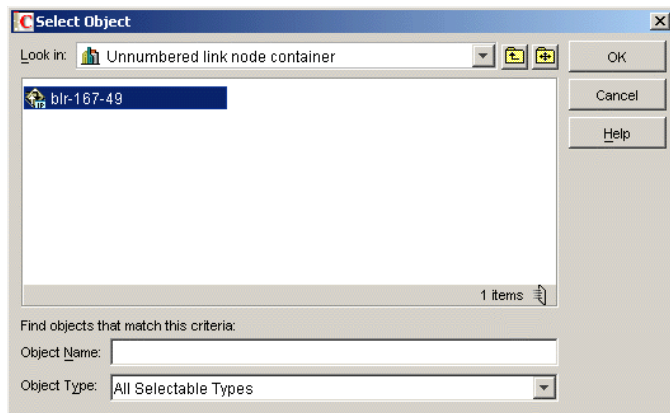 Select Object
Look in: Unnumbered link node container
OK
blr-167-49
Cancel
Help
1 items
Find objects that match this criteria:
Object Name:
Object Type: All Selectable Types